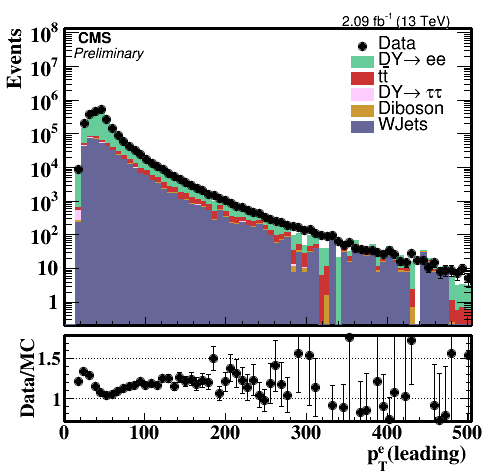 2.09 fb⁻¹ (13 TeV)
CMS
Preliminary
Events
10⁸
10⁷
10⁶
10⁵
10⁴
10³
10²
10
1
Data
DY→ ee
tt̄
DY→ ττ
Diboson
WJets
Data/MC
1.5
1
0 100 200 300 400 500
p_T^e (leading)